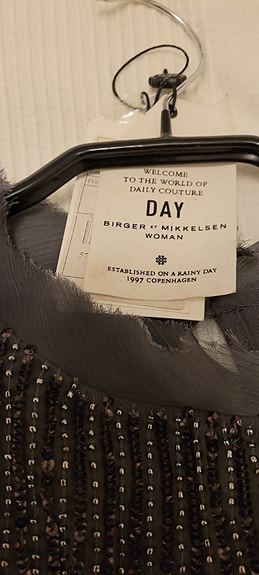 WELCOME
TO THE WORLD OF
DAILY COUTURE
DAY
BIRGER ET MIKKELSEN
WOMAN
ESTABLISHED ON A RAINY DAY
1997 COPENHAGEN